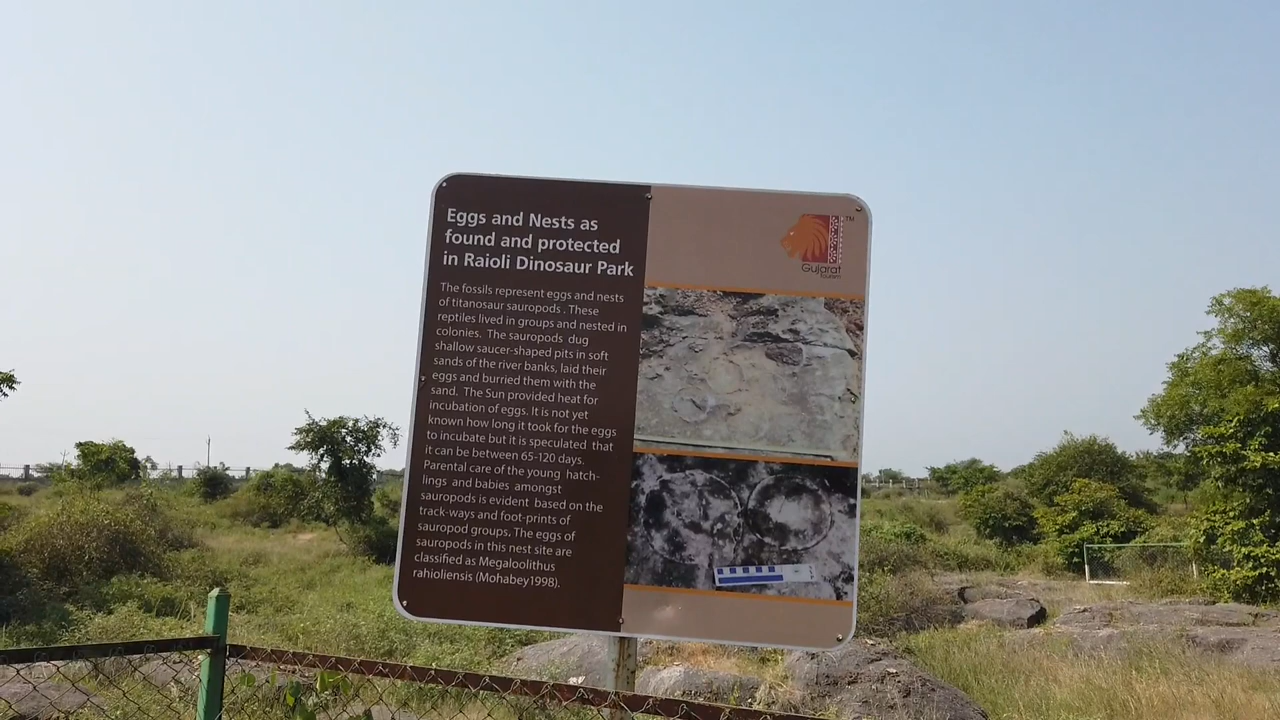 Eggs and Nests as
found and protected
in Raioli Dinosaur Park
The fossils represent eggs and nests
of titanosaur sauropods . These
reptiles lived in groups and nested in
colonies. The sauropods dug
shallow saucer-shaped pits in soft
sands of the river banks, laid their
eggs and burried them with the
sand. The Sun provided heat for
incubation of eggs. It is not yet
known how long it took for the eggs
to incubate but it is speculated that
it can be between 65-120 days.
Parental care of the young hatch-
lings and babies amongst
sauropods is evident based on the
track-ways and foot-prints of
sauropod groups. The eggs of
sauropods in this nest site are
classified as Megaloolithus
rahioliensis (Mohabey1998).
TM
Gujarat
Tourism